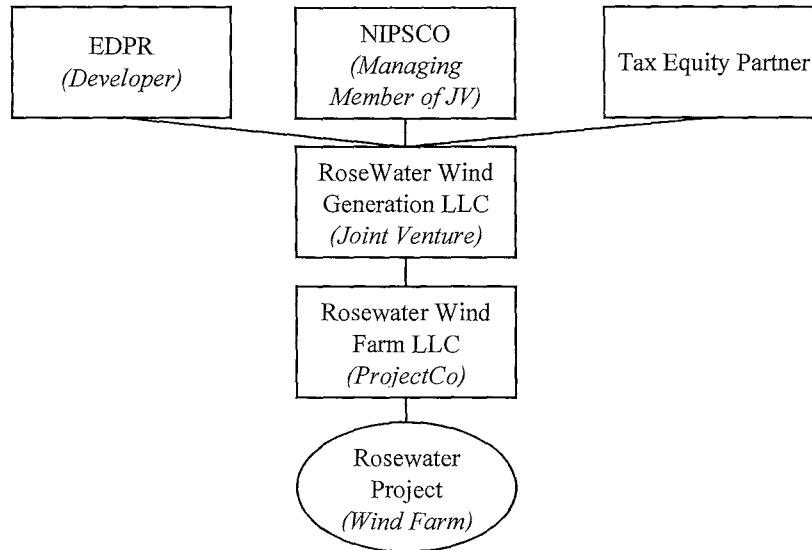 EDPR
(Developer)
NIPSCO
(Managing
Member of JV)
Tax Equity Partner
RoseWater Wind
Generation LLC
(Joint Venture)
Rosewater Wind
Farm LLC
(ProjectCo)
Rosewater
Project
(Wind Farm)